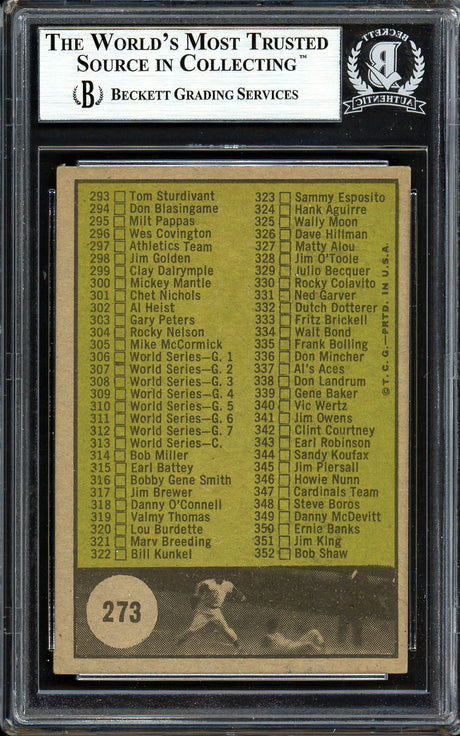 THE WORLD'S MOST TRUSTED
SOURCE IN COLLECTING™
B BECKETT GRADING SERVICES
BECKETT
B
AUTHENTIC
293 Tom Sturdivant
294 Don Blasingame
295 Milt Pappas
296 Wes Covington
297 Athletics Team
298 Jim Golden
299 Clay Dalrymple
300 Mickey Mantle
301 Chet Nichols
302 Al Heist
303 Gary Peters
304 Rocky Nelson
305 Mike McCormick
306 World Series—G. 1
307 World Series—G. 2
308 World Series—G. 3
309 World Series—G. 4
310 World Series—G. 5
311 World Series—G. 6
312 World Series—G. 7
313 World Series—C.
314 Bob Miller
315 Earl Battey
316 Bobby Gene Smith
317 Jim Brewer
318 Danny O'Connell
319 Valmy Thomas
320 Lou Burdette
321 Marv Breeding
322 Bill Kunkel
323 Sammy Esposito
324 Hank Aguirre
325 Wally Moon
326 Dave Hillman
327 Matty Alou
328 Jim O'Toole
329 Julio Becquer
330 Rocky Colavito
331 Ned Garver
332 Dutch Dotterer
333 Fritz Brickell
334 Walt Bond
335 Frank Bolling
336 Don Mincher
337 Al's Aces
338 Don Landrum
339 Gene Baker
340 Vic Wertz
341 Jim Owens
342 Clint Courtney
343 Earl Robinson
344 Sandy Koufax
345 Jim Piersall
346 Howie Nunn
347 Cardinals Team
348 Steve Boros
349 Danny McDevitt
350 Ernie Banks
351 Jim King
352 Bob Shaw
© T. C. G.—PRTD. IN U.S.A.
273